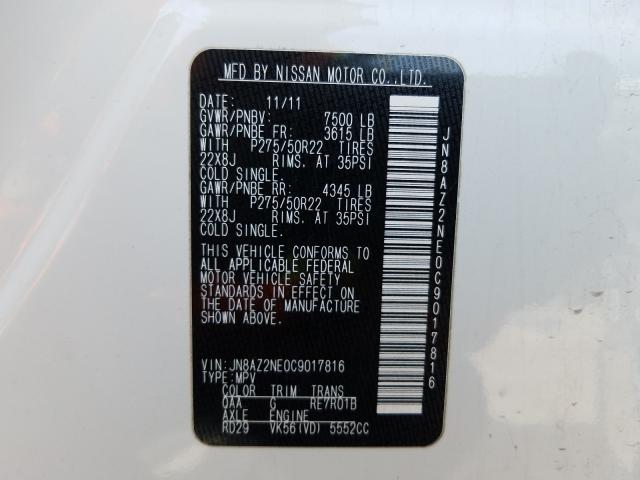 MFD BY NISSAN MOTOR CO.,LTD.
DATE: 11/11
GVWR/PNBV: 7500 LB
GAWR/PNBE FR: 3615 LB
P275/50R22 TIRES
22X8J RIMS. AT 35PSI
COLD SINGLE.
GAWR/PNBE RR: 4345 LB
P275/50R22 TIRES
22X8J RIMS. AT 35PSI
COLD SINGLE.
THIS VEHICLE CONFORMS TO
ALL APPLICABLE FEDERAL
MOTOR VEHICLE SAFETY
STANDARDS IN EFFECT ON
THE DATE OF MANUFACTURE
SHOWN ABOVE.
VIN: JN8AZ2NE0C9017816
TYPE: MPV
COLOR TRIM TRANS
QAA G RE7R01B
AXLE ENGINE
RD29 VK56(VD) 5552CC
JN8AZ2NE0C9017816